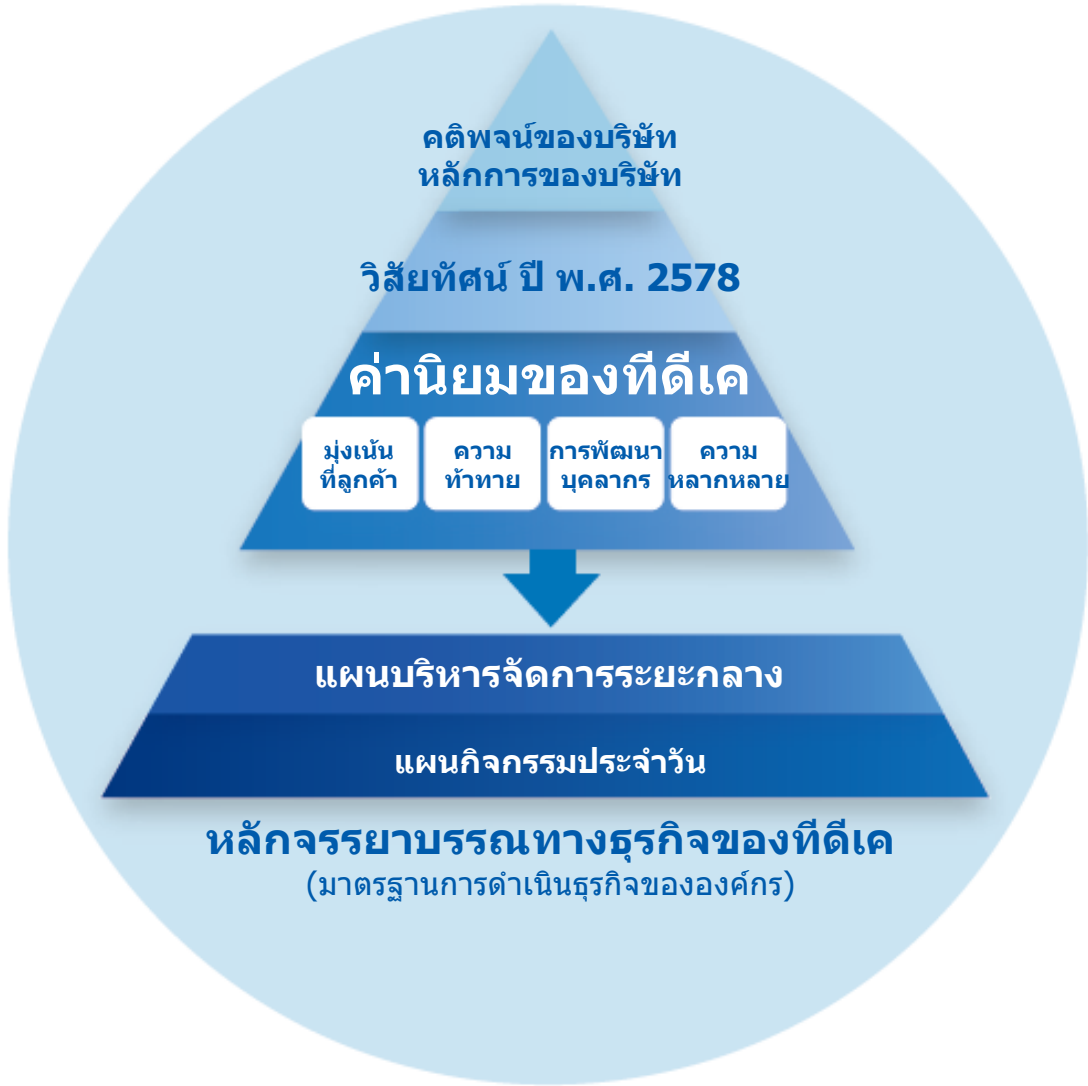 คติพจน์ของบริษัท
หลักการของบริษัท
วิสัยทัศน์ ปี พ.ศ. 2578
ค่านิยมของทีดีเค
มุ่งเน้น
ที่ลูกค้า
ความ
ท้าทาย
การพัฒนา
บุคลากร
ความ
หลากหลาย
แผนบริหารจัดการระยะกลาง
แผนกิจกรรมประจำวัน
หลักจรรยาบรรณทางธุรกิจของทีดีเค
(มาตรฐานการดำเนินธุรกิจขององค์กร)